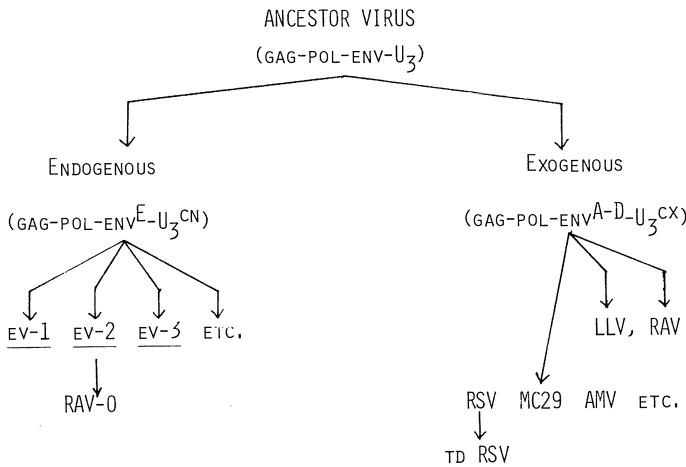 ANCESTOR VIRUS
(GAG-POL-ENV-U3)
ENDOGENOUS
EXOGENOUS
(GAG-POL-ENVE-U3CN)
(GAG-POL-ENVA-D-U3CX)
EV-1 EV-2 EV-3 ETC.
LLV, RAV
RAV-0
RSV MC29 AMV ETC.
TD RSV